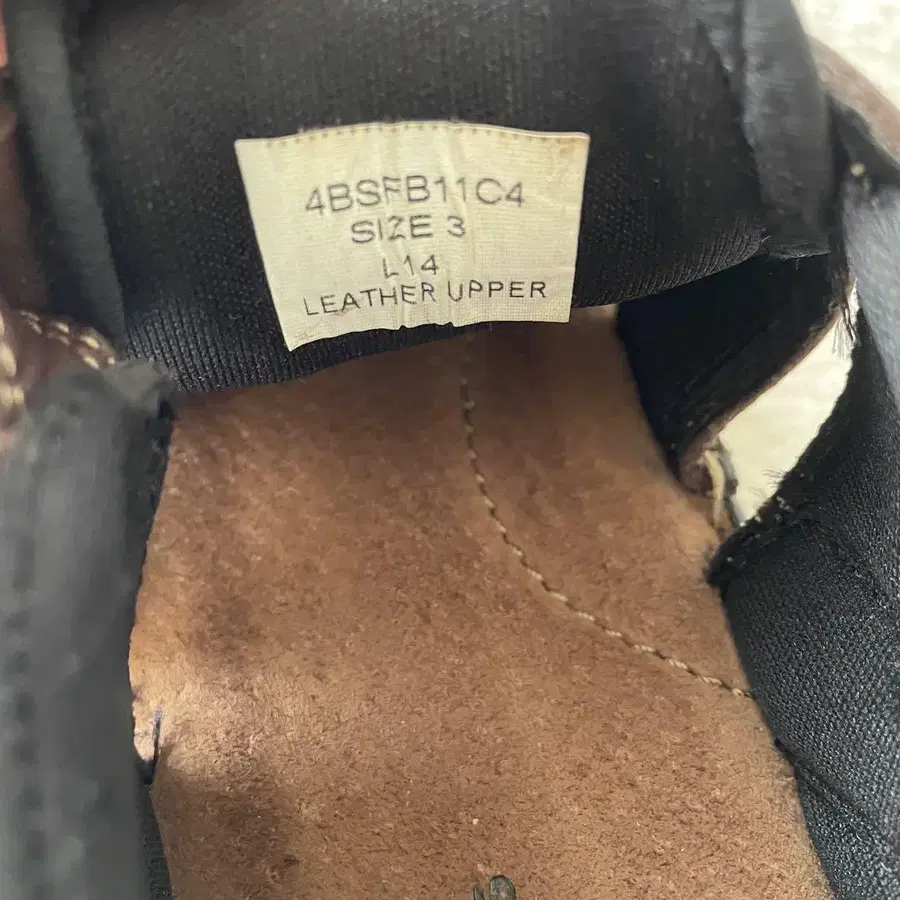 4BSFB11C4
SIZE 3
L14
LEATHER UPPER